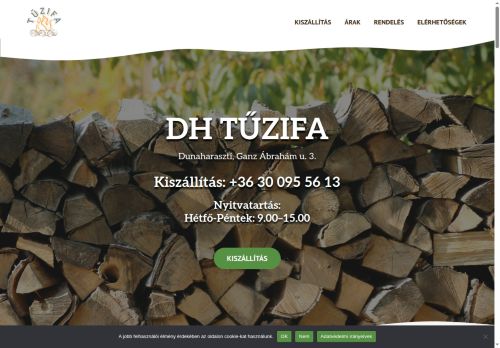 TŰZIFA
KISZÁLLÍTÁS
ÁRAK
RENDELÉS
ELÉRHETŐSÉGEK
DH TŰZIFA
Dunaharaszti, Ganz Ábrahám u. 3.
Kiszállítás: +36 30 095 56 13
Nyitvatartás:
Hétfő-Péntek: 9.00-15.00
KISZÁLLÍTÁS
A jobb felhasználói élmény érdekében az oldalon cookie-kat használunk.
OK
Nem
Adatvédelmi irányelvek